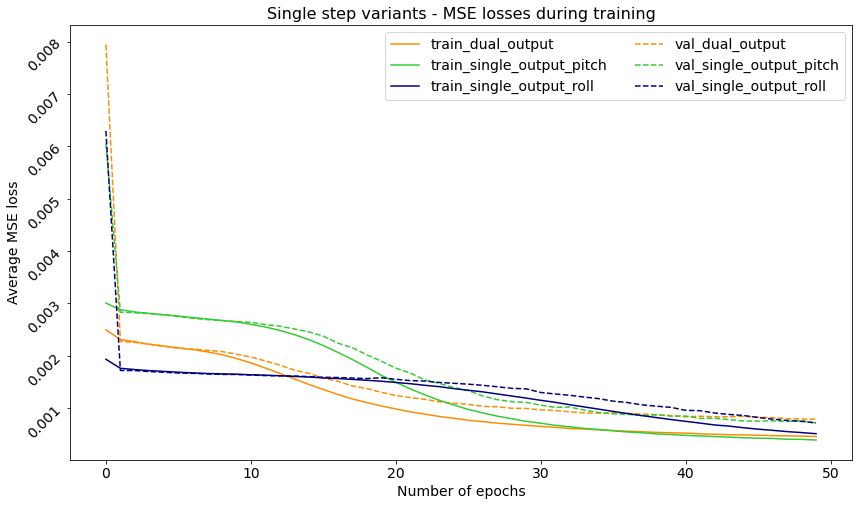 Single step variants - MSE losses during training
train_dual_output
train_single_output_pitch
train_single_output_roll
val_dual_output
val_single_output_pitch
val_single_output_roll
Average MSE loss
0.008
0.007
0.006
0.005
0.004
0.003
0.002
0.001
0 10 20 30 40 50
Number of epochs